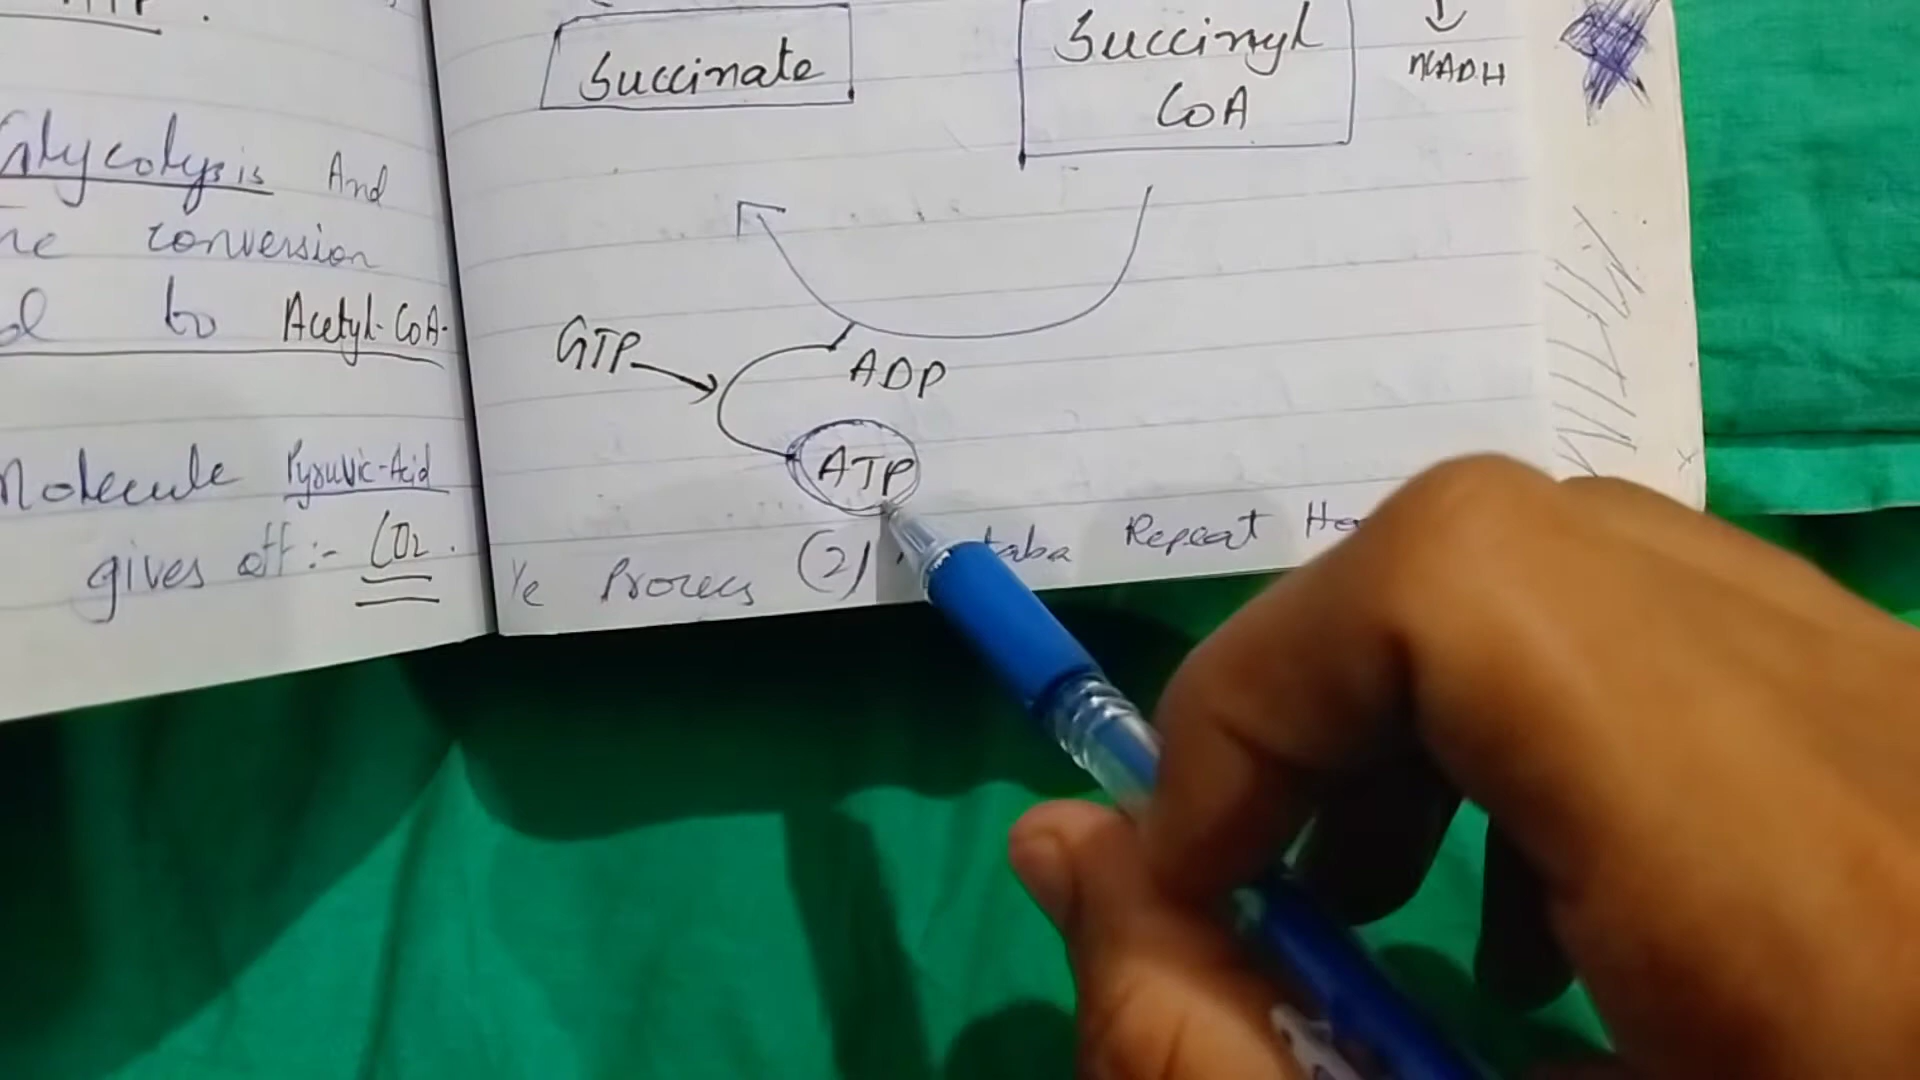 Glycolysis And
conversion
to Acetyl-CoA.
Molecule Pyruvic-Acid
gives off :- CO2.
Succinate
Succinyl
CoA
NADH
GTP
ADP
ATP
Ye Process (2) Repeat